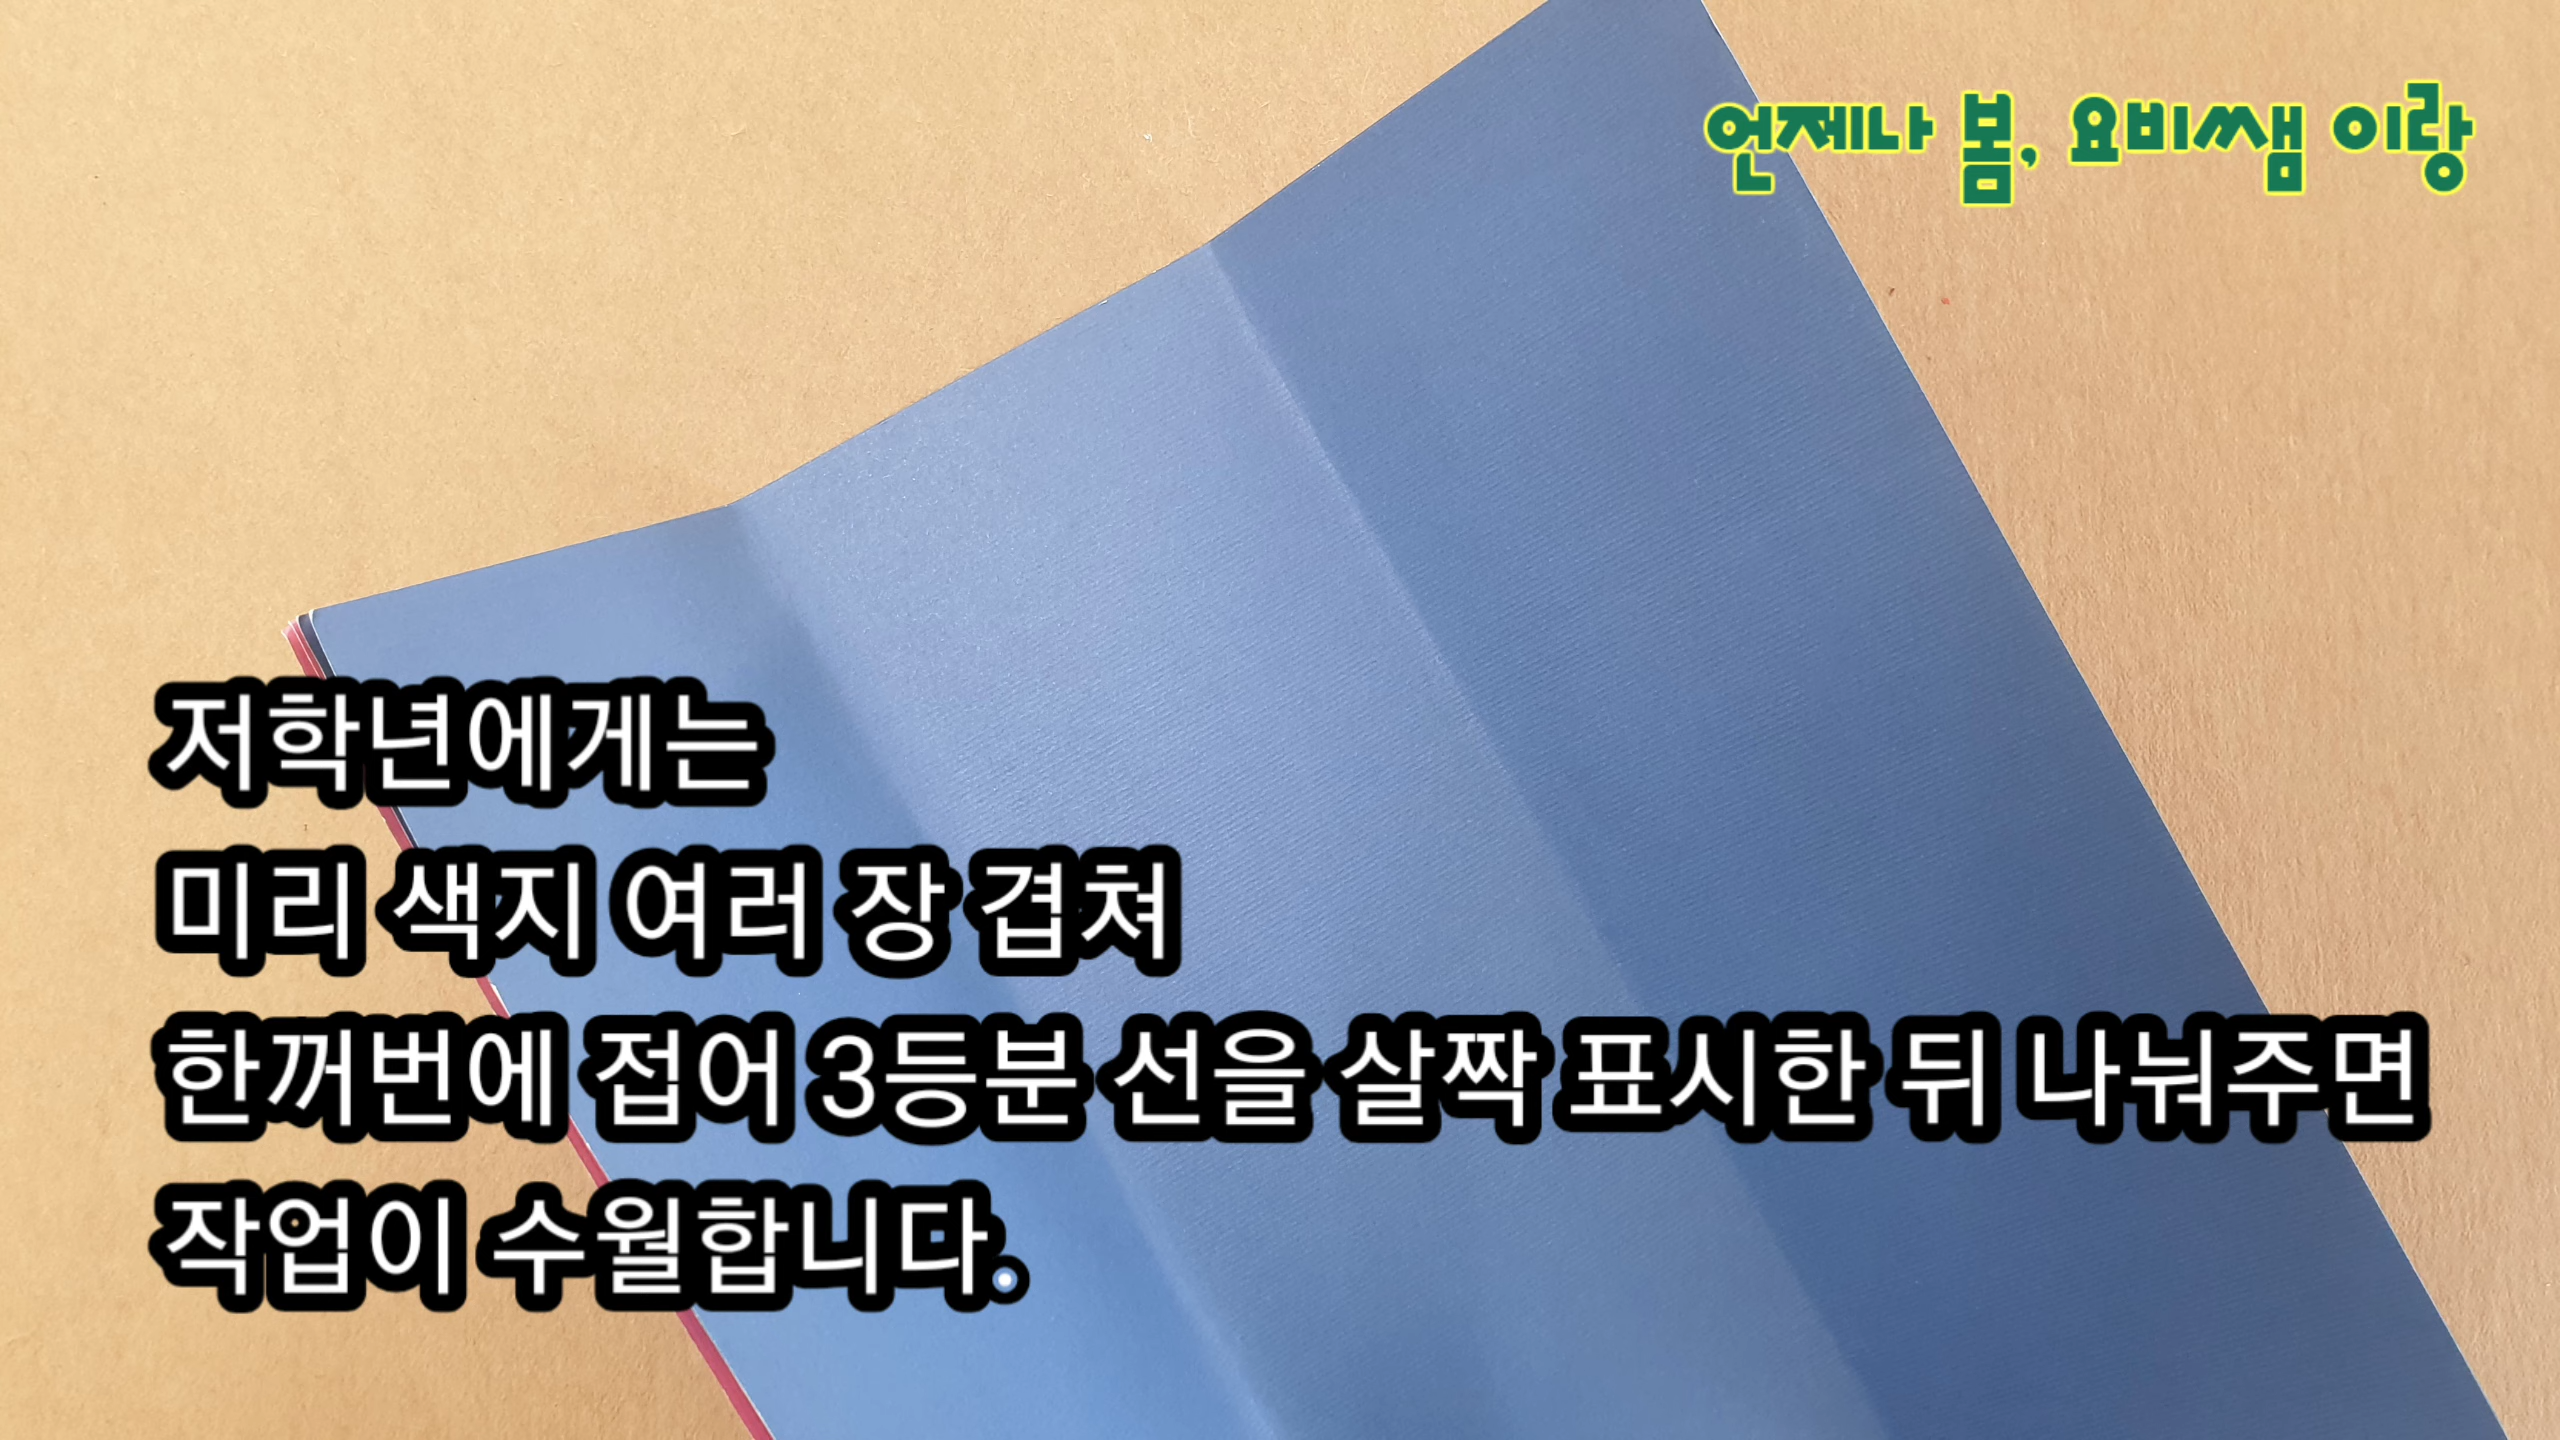 언제나 봄, 요비쌤 이랑
저학년에게는
미리 색지 여러 장 겹쳐
한꺼번에 접어 3등분 선을 살짝 표시한 뒤 나눠주면
작업이 수월합니다.